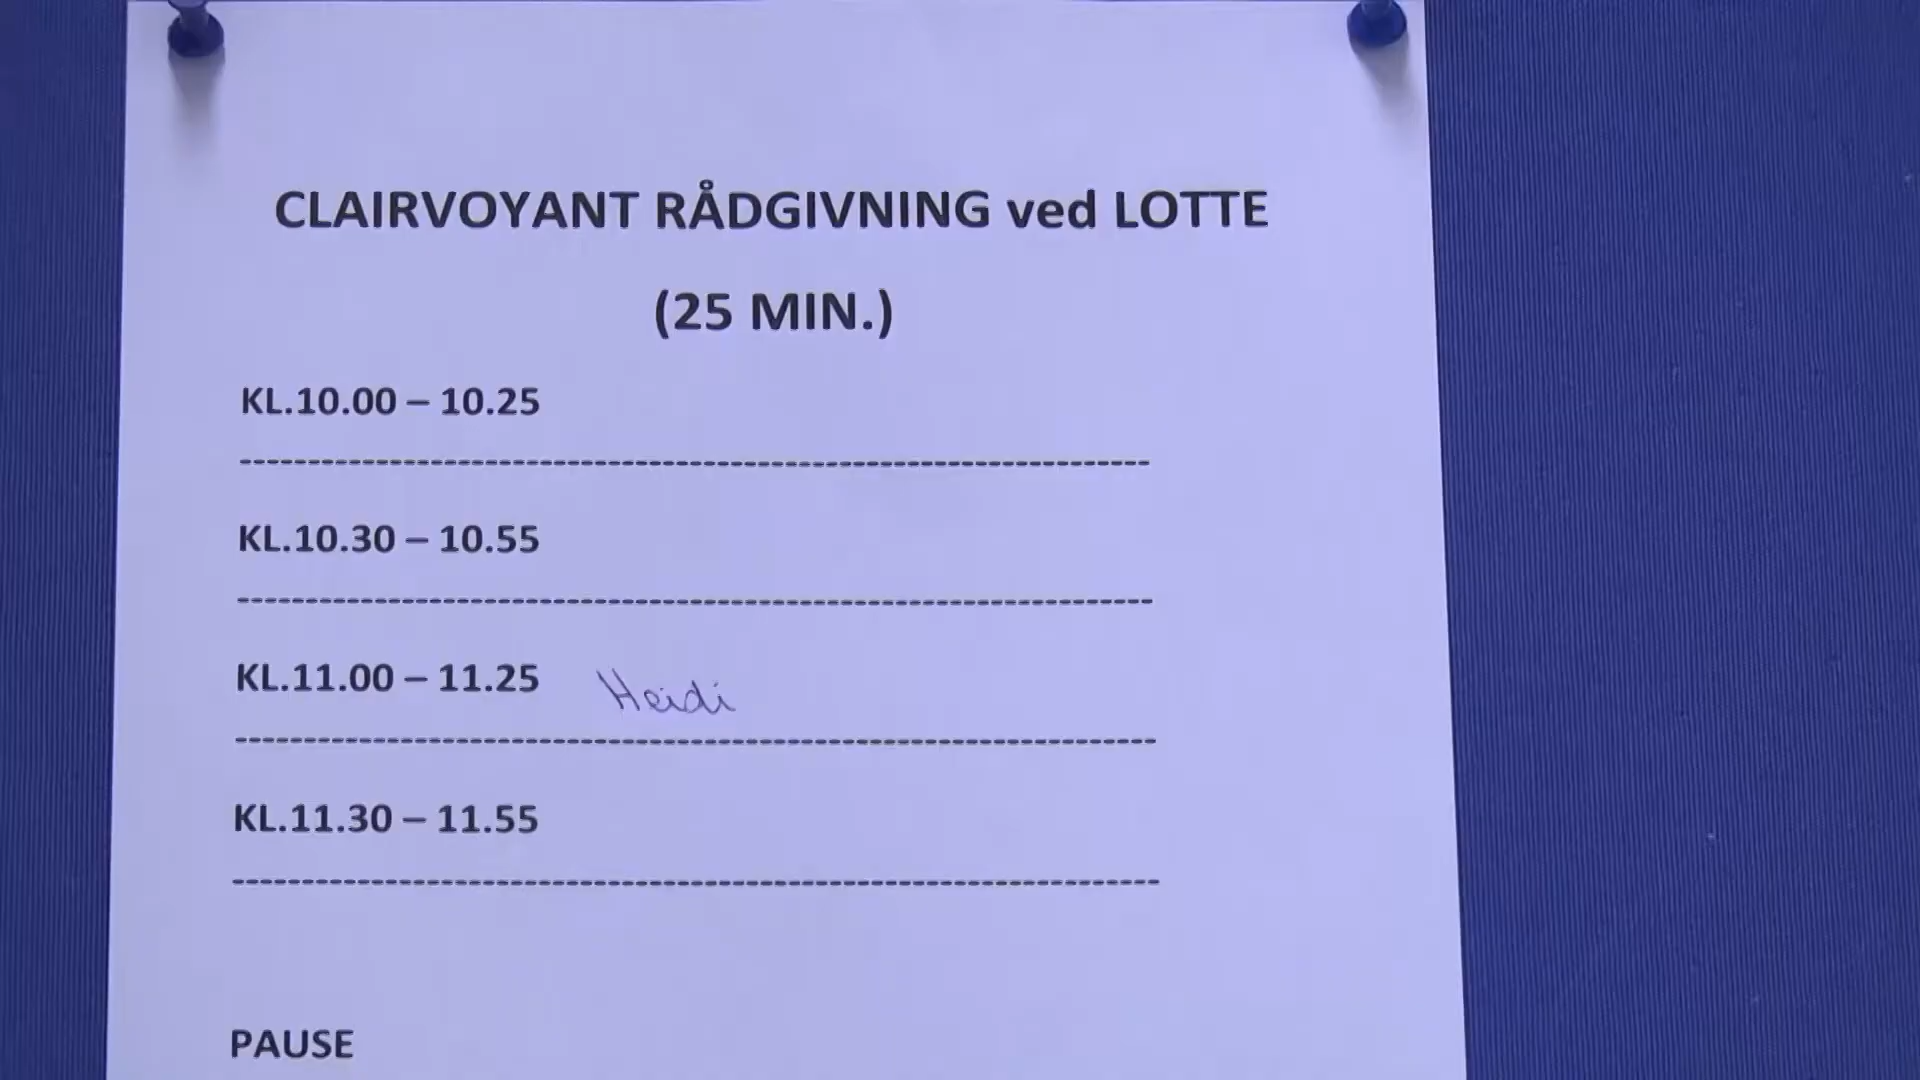 CLAIRVOYANT RÅDGIVNING ved LOTTE
(25 MIN.)
KL.10.00 – 10.25
------------------------------------------------------------------
KL.10.30 – 10.55
------------------------------------------------------------------
KL.11.00 – 11.25 Heidi
------------------------------------------------------------------
KL.11.30 – 11.55
------------------------------------------------------------------
PAUSE